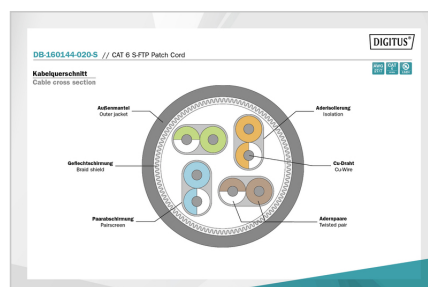 DIGITUS®
DB-160144-020-S // CAT 6 S-FTP Patch Cord
Kabelquerschnitt
Cable cross section
Außenmantel
Outer jacket
Aderisolierung
Isolation
Geflechtschirmung
Braid shield
Cu-Draht
Cu-Wire
Paarabschirmung
Pairscreen
Adernpaare
Twisted pair